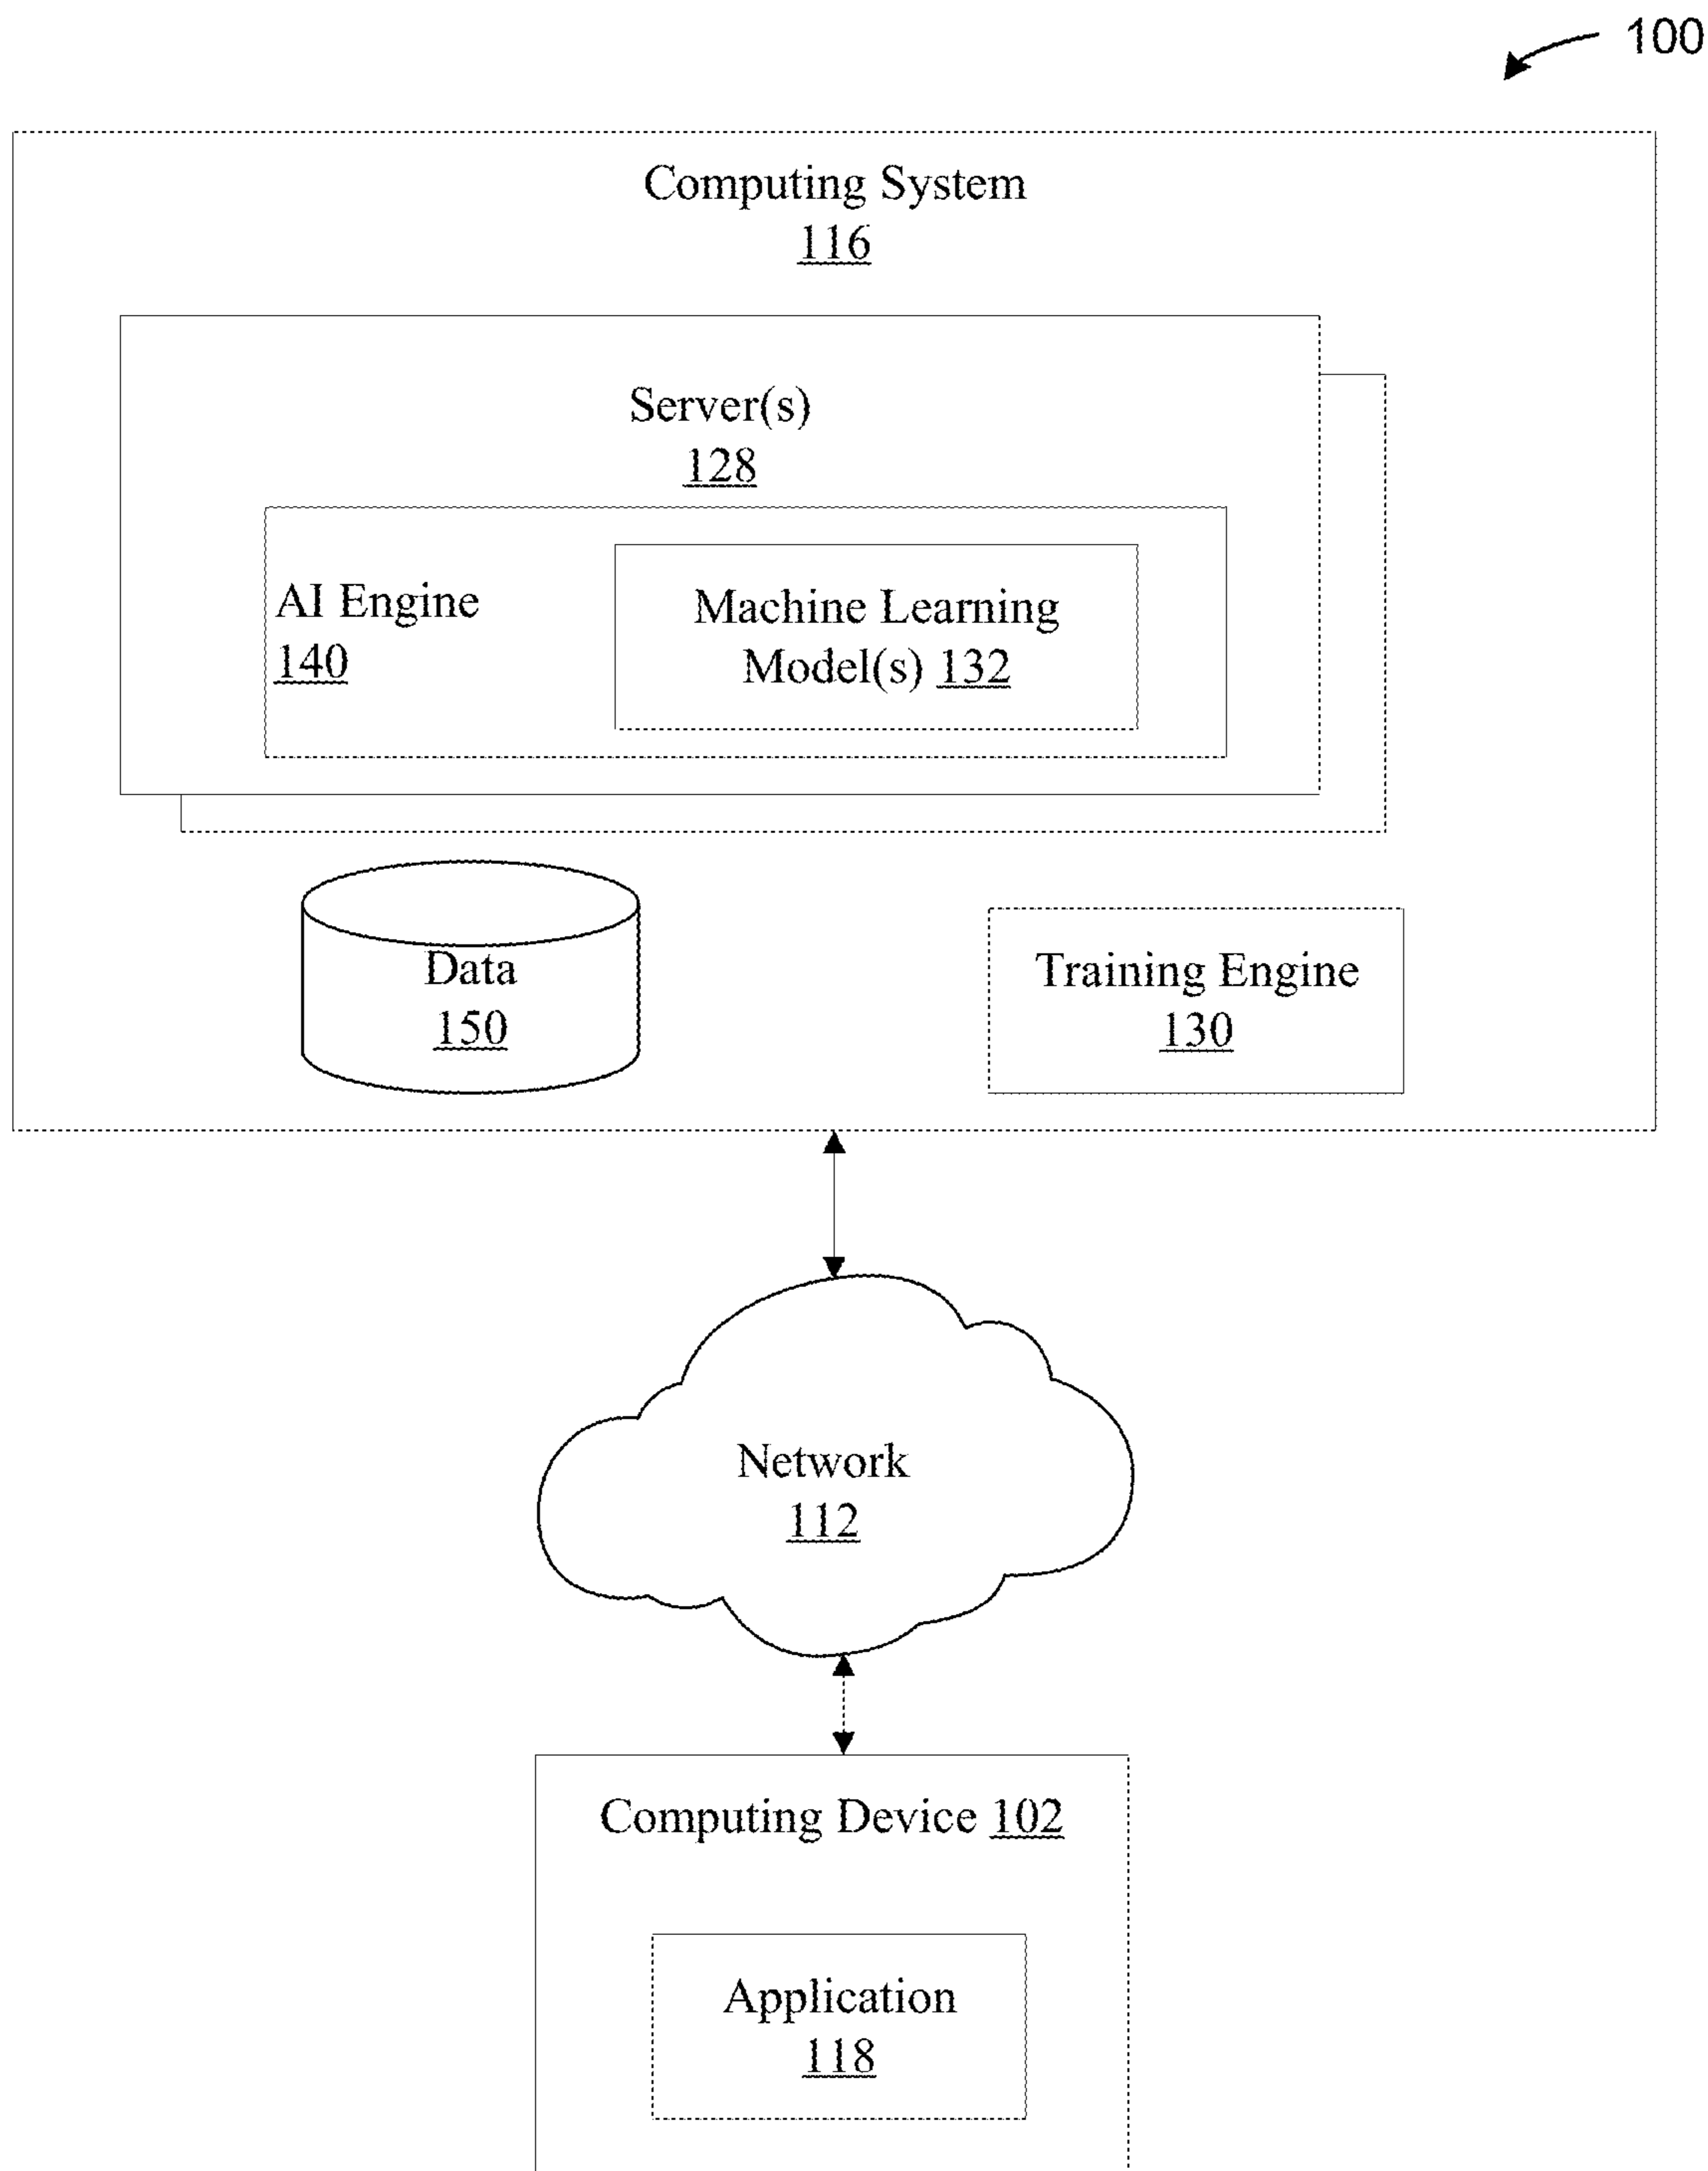 100
Computing System
116
Server(s)
128
AI Engine
140
Machine Learning
Model(s) 132
Data
150
Training Engine
130
Network
112
Computing Device 102
Application
118